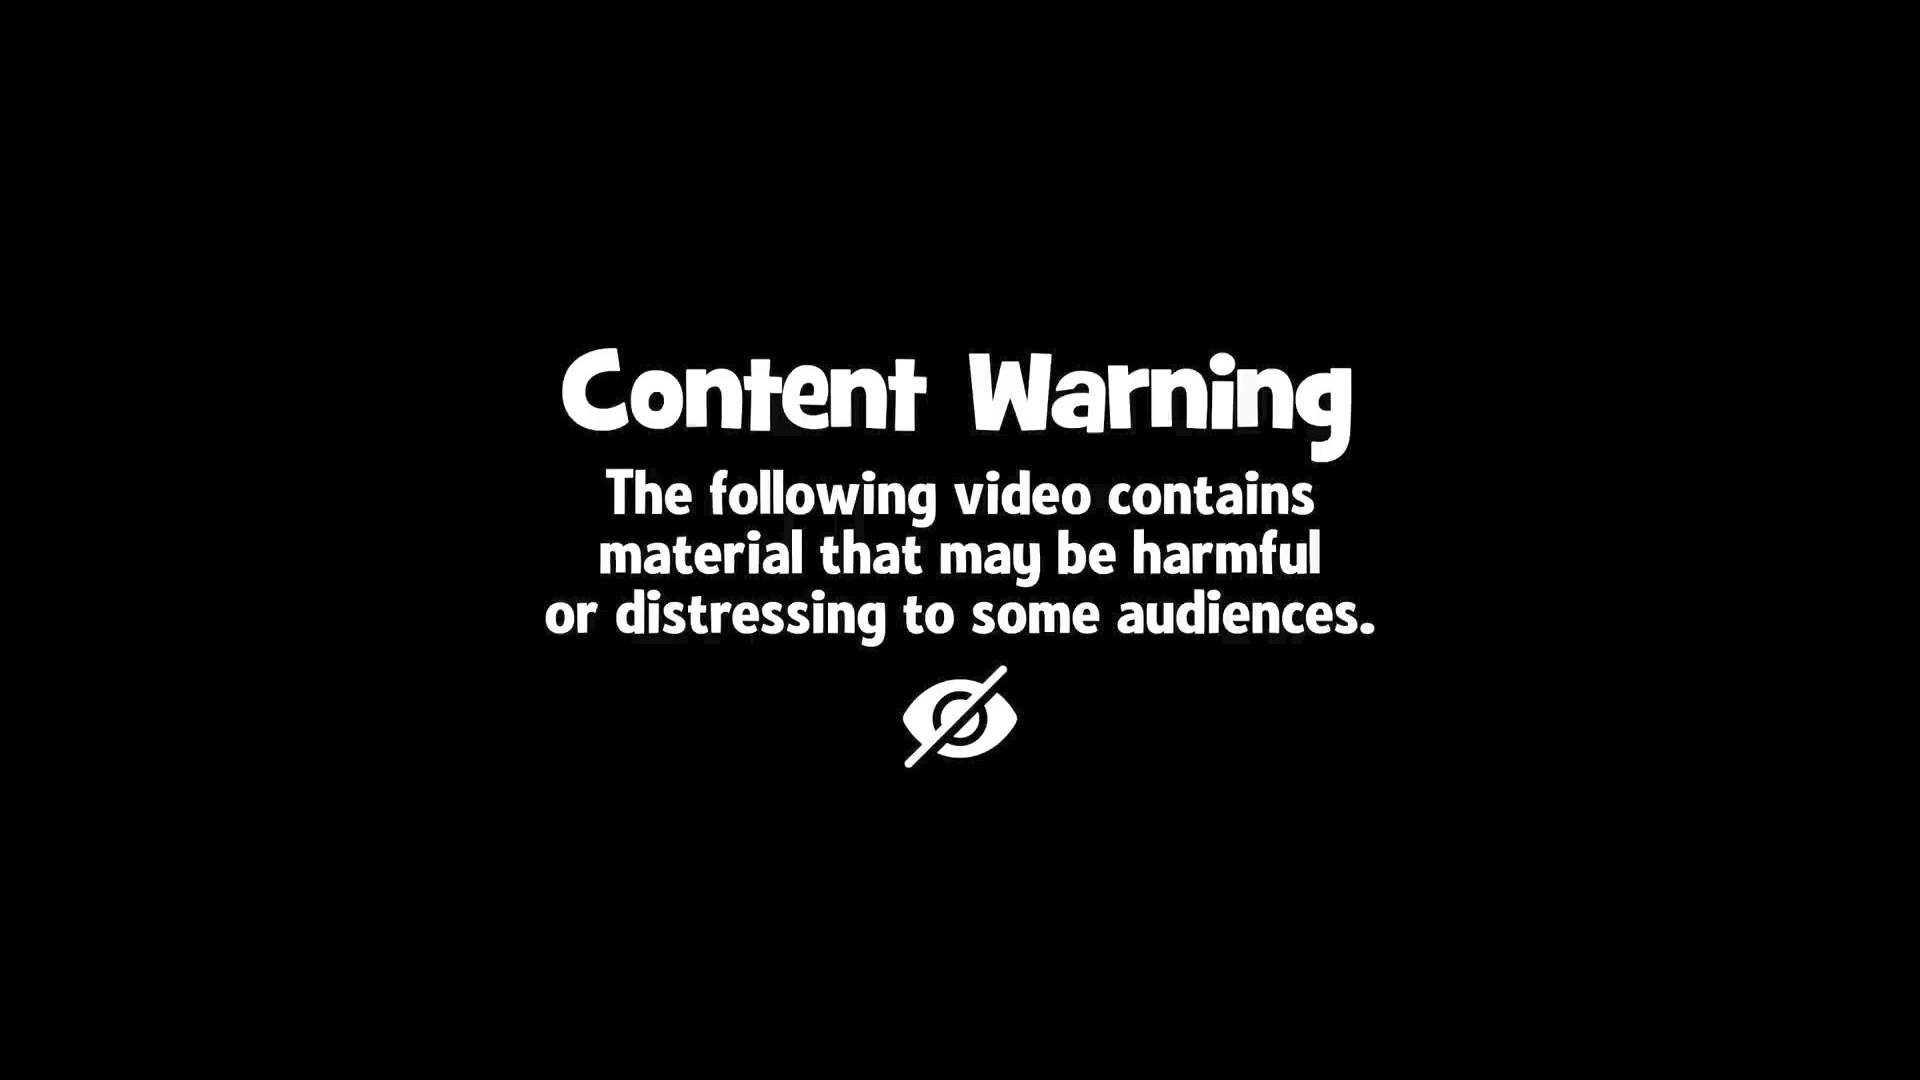 Content Warning
The following video contains
material that may be harmful
or distressing to some audiences.